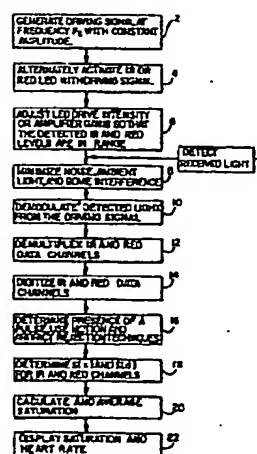 GENERATE DRIVING SIGNAL AT
FREQUENCY F WITH CONSTANT
AMPLITUDE.
2
ALTERNATELY ACTIVATE IR OR
RED LED WITH DRIVING SIGNAL
4
ADJUST LED DRIVE INTENSITY
OR AMPLIFIER GAINS SO THAT
THE DETECTED IR AND RED
LEVELS ARE IN RANGE
6
DETECT
RECEIVED LIGHT
MINIMIZE NOISE, AMBIENT
LIGHT, AND SOME INTERFERENCE
8
DEMODULATE DETECTED LIGHT
FROM THE DRIVING SIGNAL
10
DEMULTIPLEX IR AND RED
DATA CHANNELS
12
DIGITIZE IR AND RED DATA
CHANNELS
14
DETERMINE PRESENCE OF A
PULSE USE MOTION AND
ARTIFACT REJECTION TECHNIQUES
16
DETERMINE AND
FOR IR AND RED CHANNELS
18
CALCULATE AND AVERAGE
SATURATION
20
DISPLAY SATURATION AND
HEART RATE
22